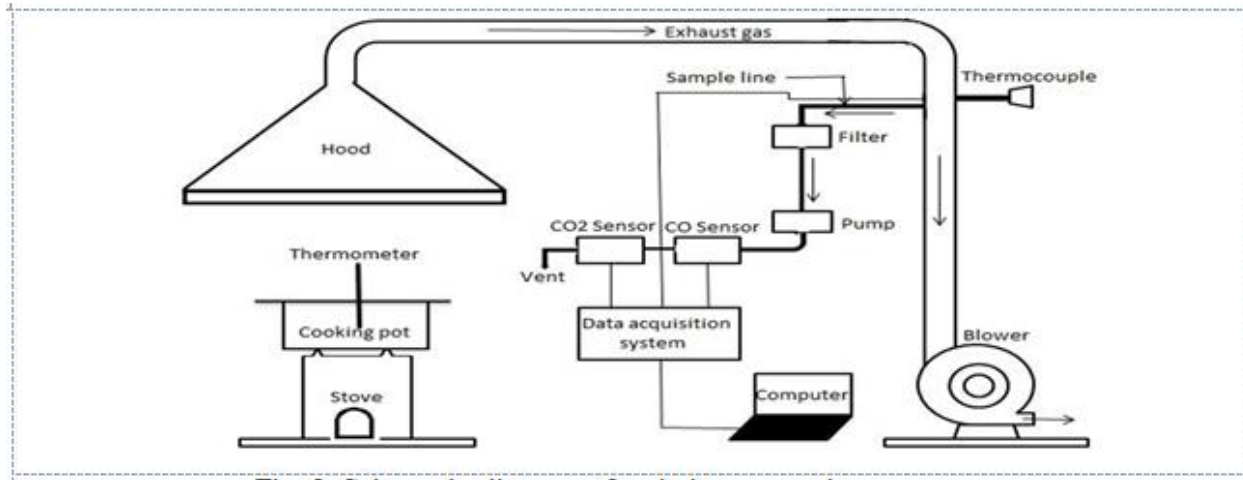 Exhaust gas
Sample line
Thermocouple
Hood
Filter
CO2 Sensor
CO Sensor
Pump
Thermometer
Vent
Cooking pot
Data acquisition
system
Blower
Stove
Computer